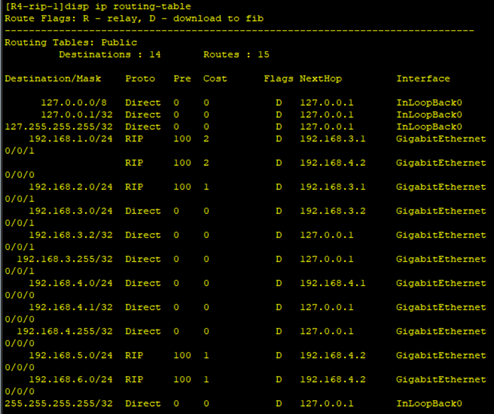 [R4-rip-1]disp ip routing-table
Route Flags: R - relay, D - download to fib
------------------------------------------------------------------------------
Routing Tables: Public
Destinations : 14 Routes : 15
Destination/Mask Proto Pre Cost Flags NextHop Interface
127.0.0.0/8 Direct 0 0 D 127.0.0.1 InLoopBack0
127.0.0.1/32 Direct 0 0 D 127.0.0.1 InLoopBack0
127.255.255.255/32 Direct 0 0 D 127.0.0.1 InLoopBack0
192.168.1.0/24 RIP 100 2 D 192.168.3.1 GigabitEthernet
0/0/1
RIP 100 2 D 192.168.4.2 GigabitEthernet
0/0/0
192.168.2.0/24 RIP 100 1 D 192.168.3.1 GigabitEthernet
0/0/1
192.168.3.0/24 Direct 0 0 D 192.168.3.2 GigabitEthernet
0/0/1
192.168.3.2/32 Direct 0 0 D 127.0.0.1 GigabitEthernet
0/0/1
192.168.3.255/32 Direct 0 0 D 127.0.0.1 GigabitEthernet
0/0/1
192.168.4.0/24 Direct 0 0 D 192.168.4.1 GigabitEthernet
0/0/0
192.168.4.1/32 Direct 0 0 D 127.0.0.1 GigabitEthernet
0/0/0
192.168.4.255/32 Direct 0 0 D 127.0.0.1 GigabitEthernet
0/0/0
192.168.5.0/24 RIP 100 1 D 192.168.4.2 GigabitEthernet
0/0/0
192.168.6.0/24 RIP 100 1 D 192.168.4.2 GigabitEthernet
0/0/0
255.255.255.255/32 Direct 0 0 D 127.0.0.1 InLoopBack0